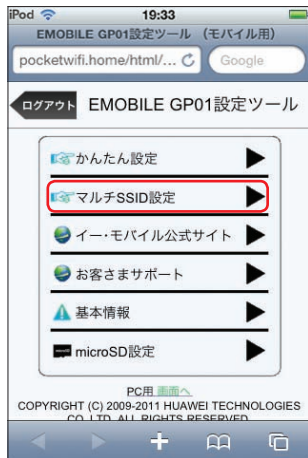 iPod 19:33
EMOBILE GP01設定ツール （モバイル用）
pocketwifi.home/html/... Google
ログアウト EMOBILE GP01設定ツール
かんたん設定
マルチSSID設定
イー・モバイル公式サイト
お客さまサポート
基本情報
microSD設定
PC用 画面へ
COPYRIGHT (C) 2009-2011 HUAWEI TECHNOLOGIES
CO.,LTD. ALL RIGHTS RESERVED